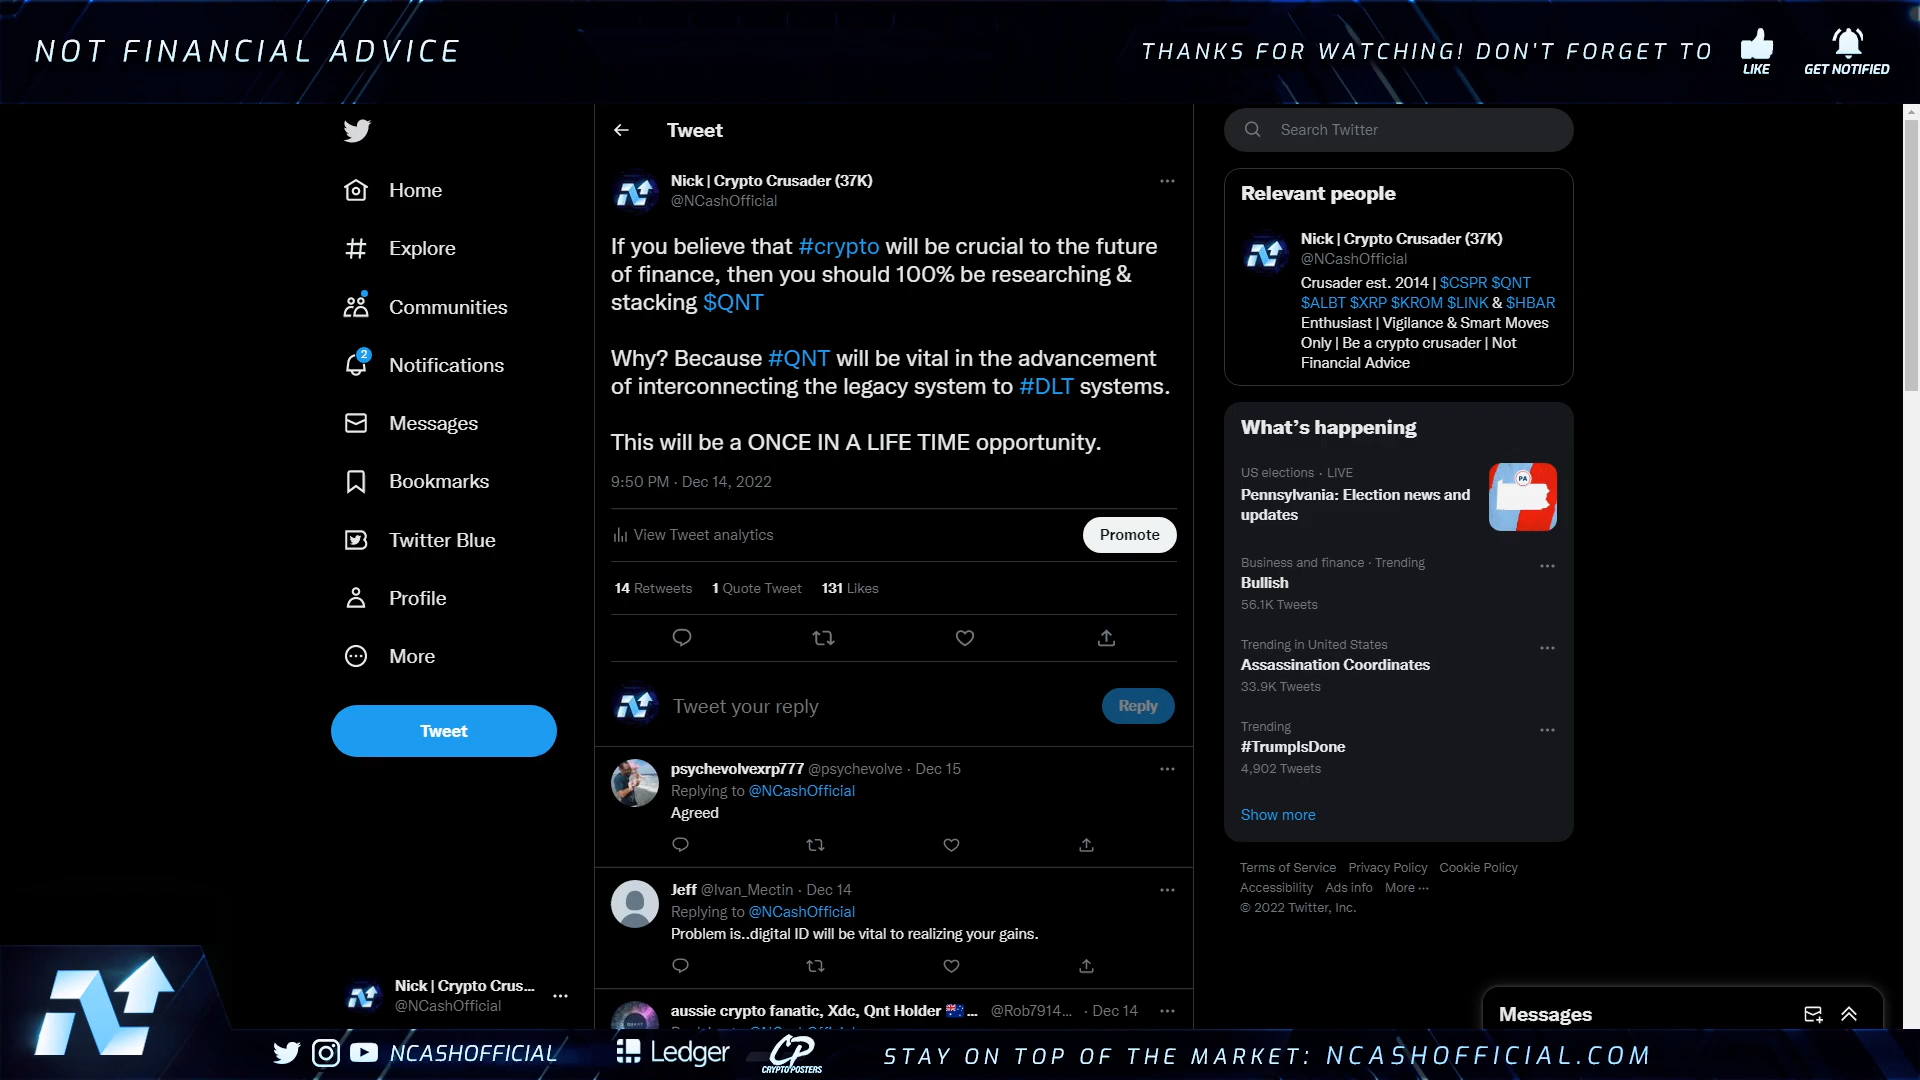 NOT FINANCIAL ADVICE
THANKS FOR WATCHING! DON'T FORGET TO
LIKE
GET NOTIFIED
Home
Explore
Communities
2
Notifications
Messages
Bookmarks
Twitter Blue
Profile
More
Tweet
Nick | Crypto Crus...
@NCashOfficial
Tweet
Nick | Crypto Crusader (37K)
@NCashOfficial
If you believe that #crypto will be crucial to the future
of finance, then you should 100% be researching &
stacking $QNT
Why? Because #QNT will be vital in the advancement
of interconnecting the legacy system to #DLT systems.
This will be a ONCE IN A LIFE TIME opportunity.
9:50 PM · Dec 14, 2022
View Tweet analytics
Promote
14 Retweets 1 Quote Tweet 131 Likes
Tweet your reply
Reply
psychevolvexrp777 @psychevolve · Dec 15
Replying to @NCashOfficial
Agreed
Jeff @Ivan_Mectin · Dec 14
Replying to @NCashOfficial
Problem is..digital ID will be vital to realizing your gains.
aussie crypto fanatic, Xdc, Qnt Holder 🇦🇺... @Rob7914... · Dec 14
Search Twitter
Relevant people
Nick | Crypto Crusader (37K)
@NCashOfficial
Crusader est. 2014 | $CSPR $QNT
$ALBT $XRP $KROM $LINK & $HBAR
Enthusiast | Vigilance & Smart Moves
Only | Be a crypto crusader | Not
Financial Advice
What's happening
US elections · LIVE
Pennsylvania: Election news and
updates
PA
Business and finance · Trending
Bullish
56.1K Tweets
Trending in United States
Assassination Coordinates
33.9K Tweets
Trending
#TrumpIsDone
4,902 Tweets
Show more
Terms of Service Privacy Policy Cookie Policy
Accessibility Ads info More ···
© 2022 Twitter, Inc.
Messages
NCASHOFFICIAL
Ledger
CP
CRYPTOPOSTERS
STAY ON TOP OF THE MARKET: NCASHOFFICIAL.COM